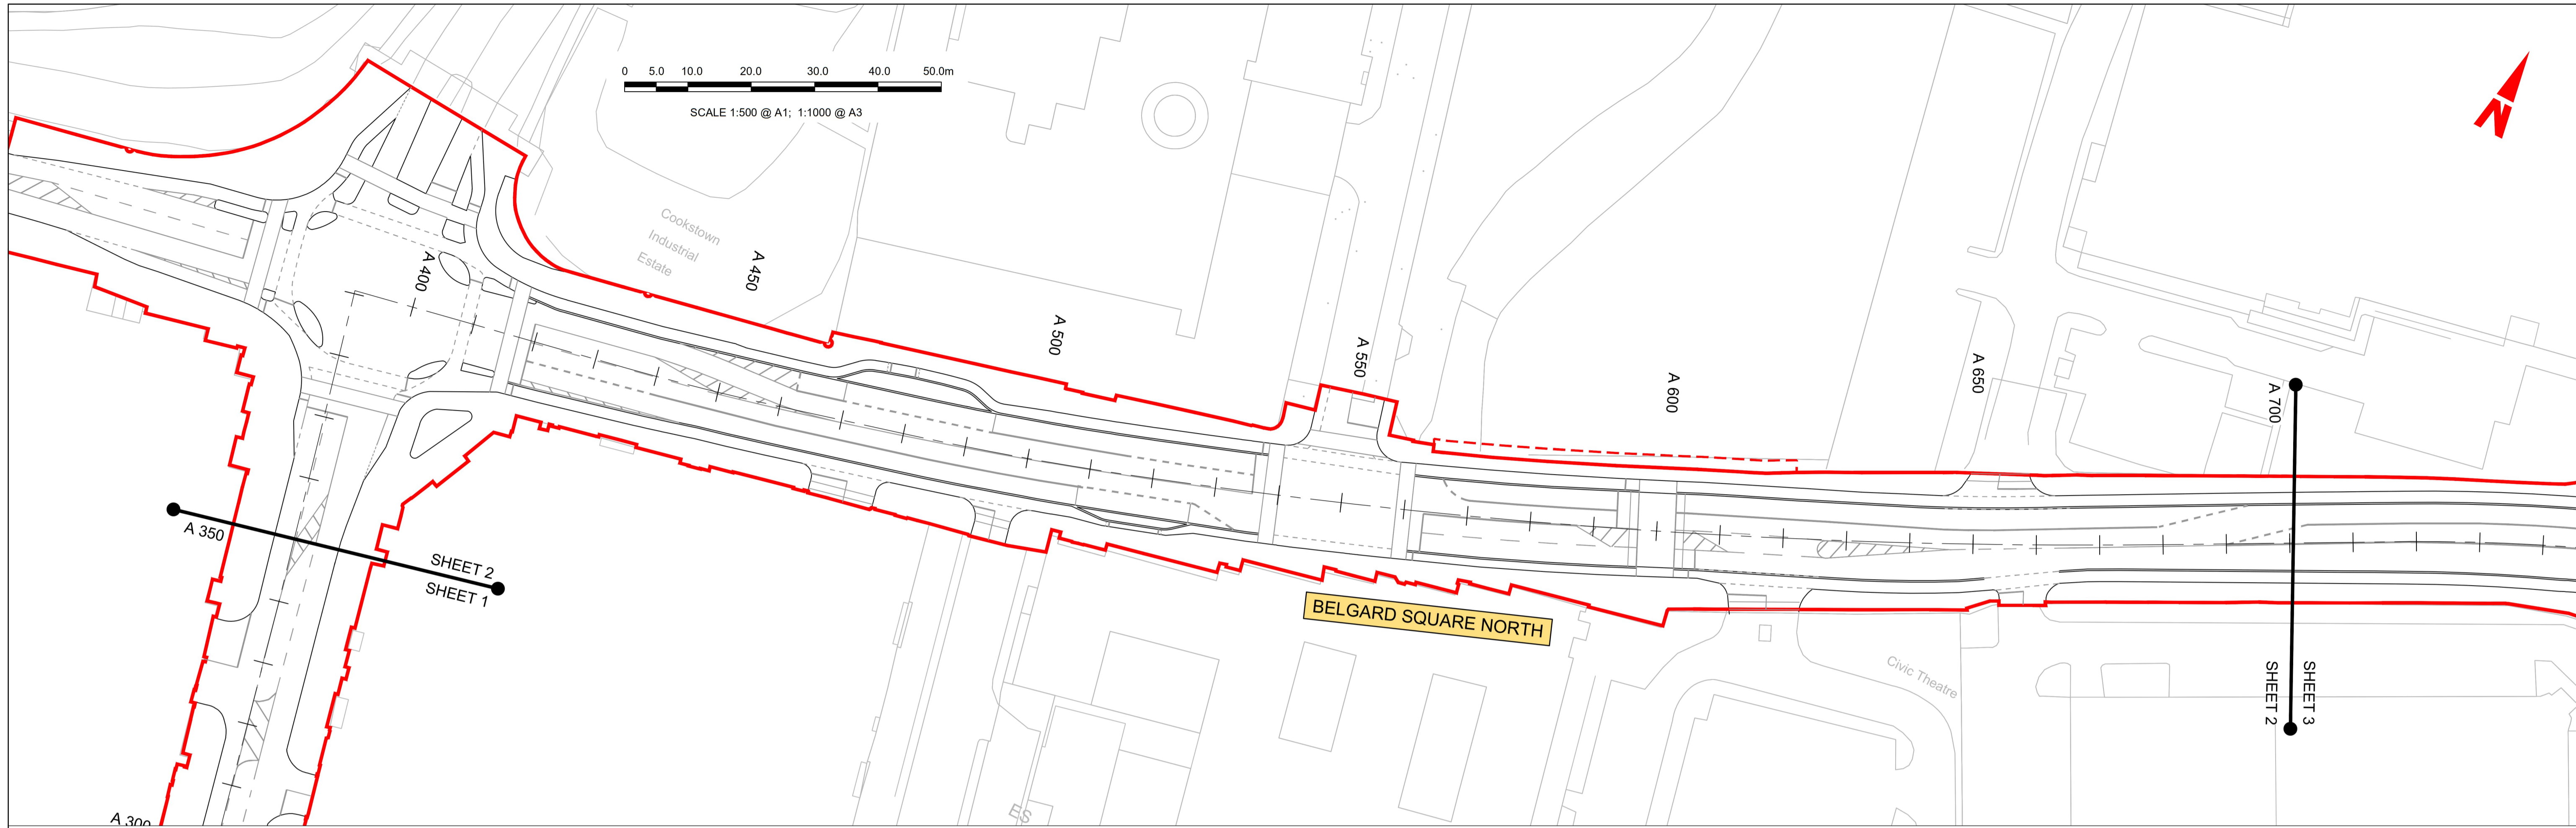 0 5.0 10.0 20.0 30.0 40.0 50.0m
SCALE 1:500 @ A1; 1:1000 @ A3
N
Cookstown
Industrial
Estate
A 400
A 450
A 500
A 550
A 600
A 650
A 700
A 350
SHEET 2
SHEET 1
BELGARD SQUARE NORTH
Civic Theatre
SHEET 3
SHEET 2
ES
A 300